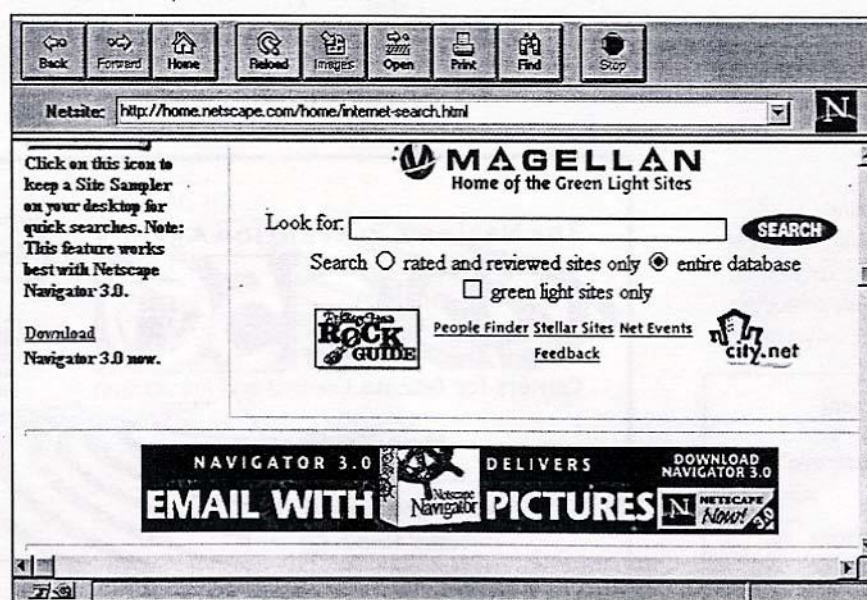 Back Forward Home Reload Images Open Print Find Stop
Netsite: http://home.netscape.com/home/internet-search.html
N
Click on this icon to
keep a Site Sampler
on your desktop for
quick searches. Note:
This feature works
best with Netscape
Navigator 3.0.
Download
Navigator 3.0 now.
MAGELLAN
Home of the Green Light Sites
Look for: SEARCH
Search rated and reviewed sites only entire database
green light sites only
ROCK
GUIDE
People Finder Stellar Sites Net Events
Feedback
city.net
NAVIGATOR 3.0 DELIVERS
EMAIL WITH PICTURES
Netscape
Navigator
DOWNLOAD
NAVIGATOR 3.0
N NETSCAPE
Now! 3.0